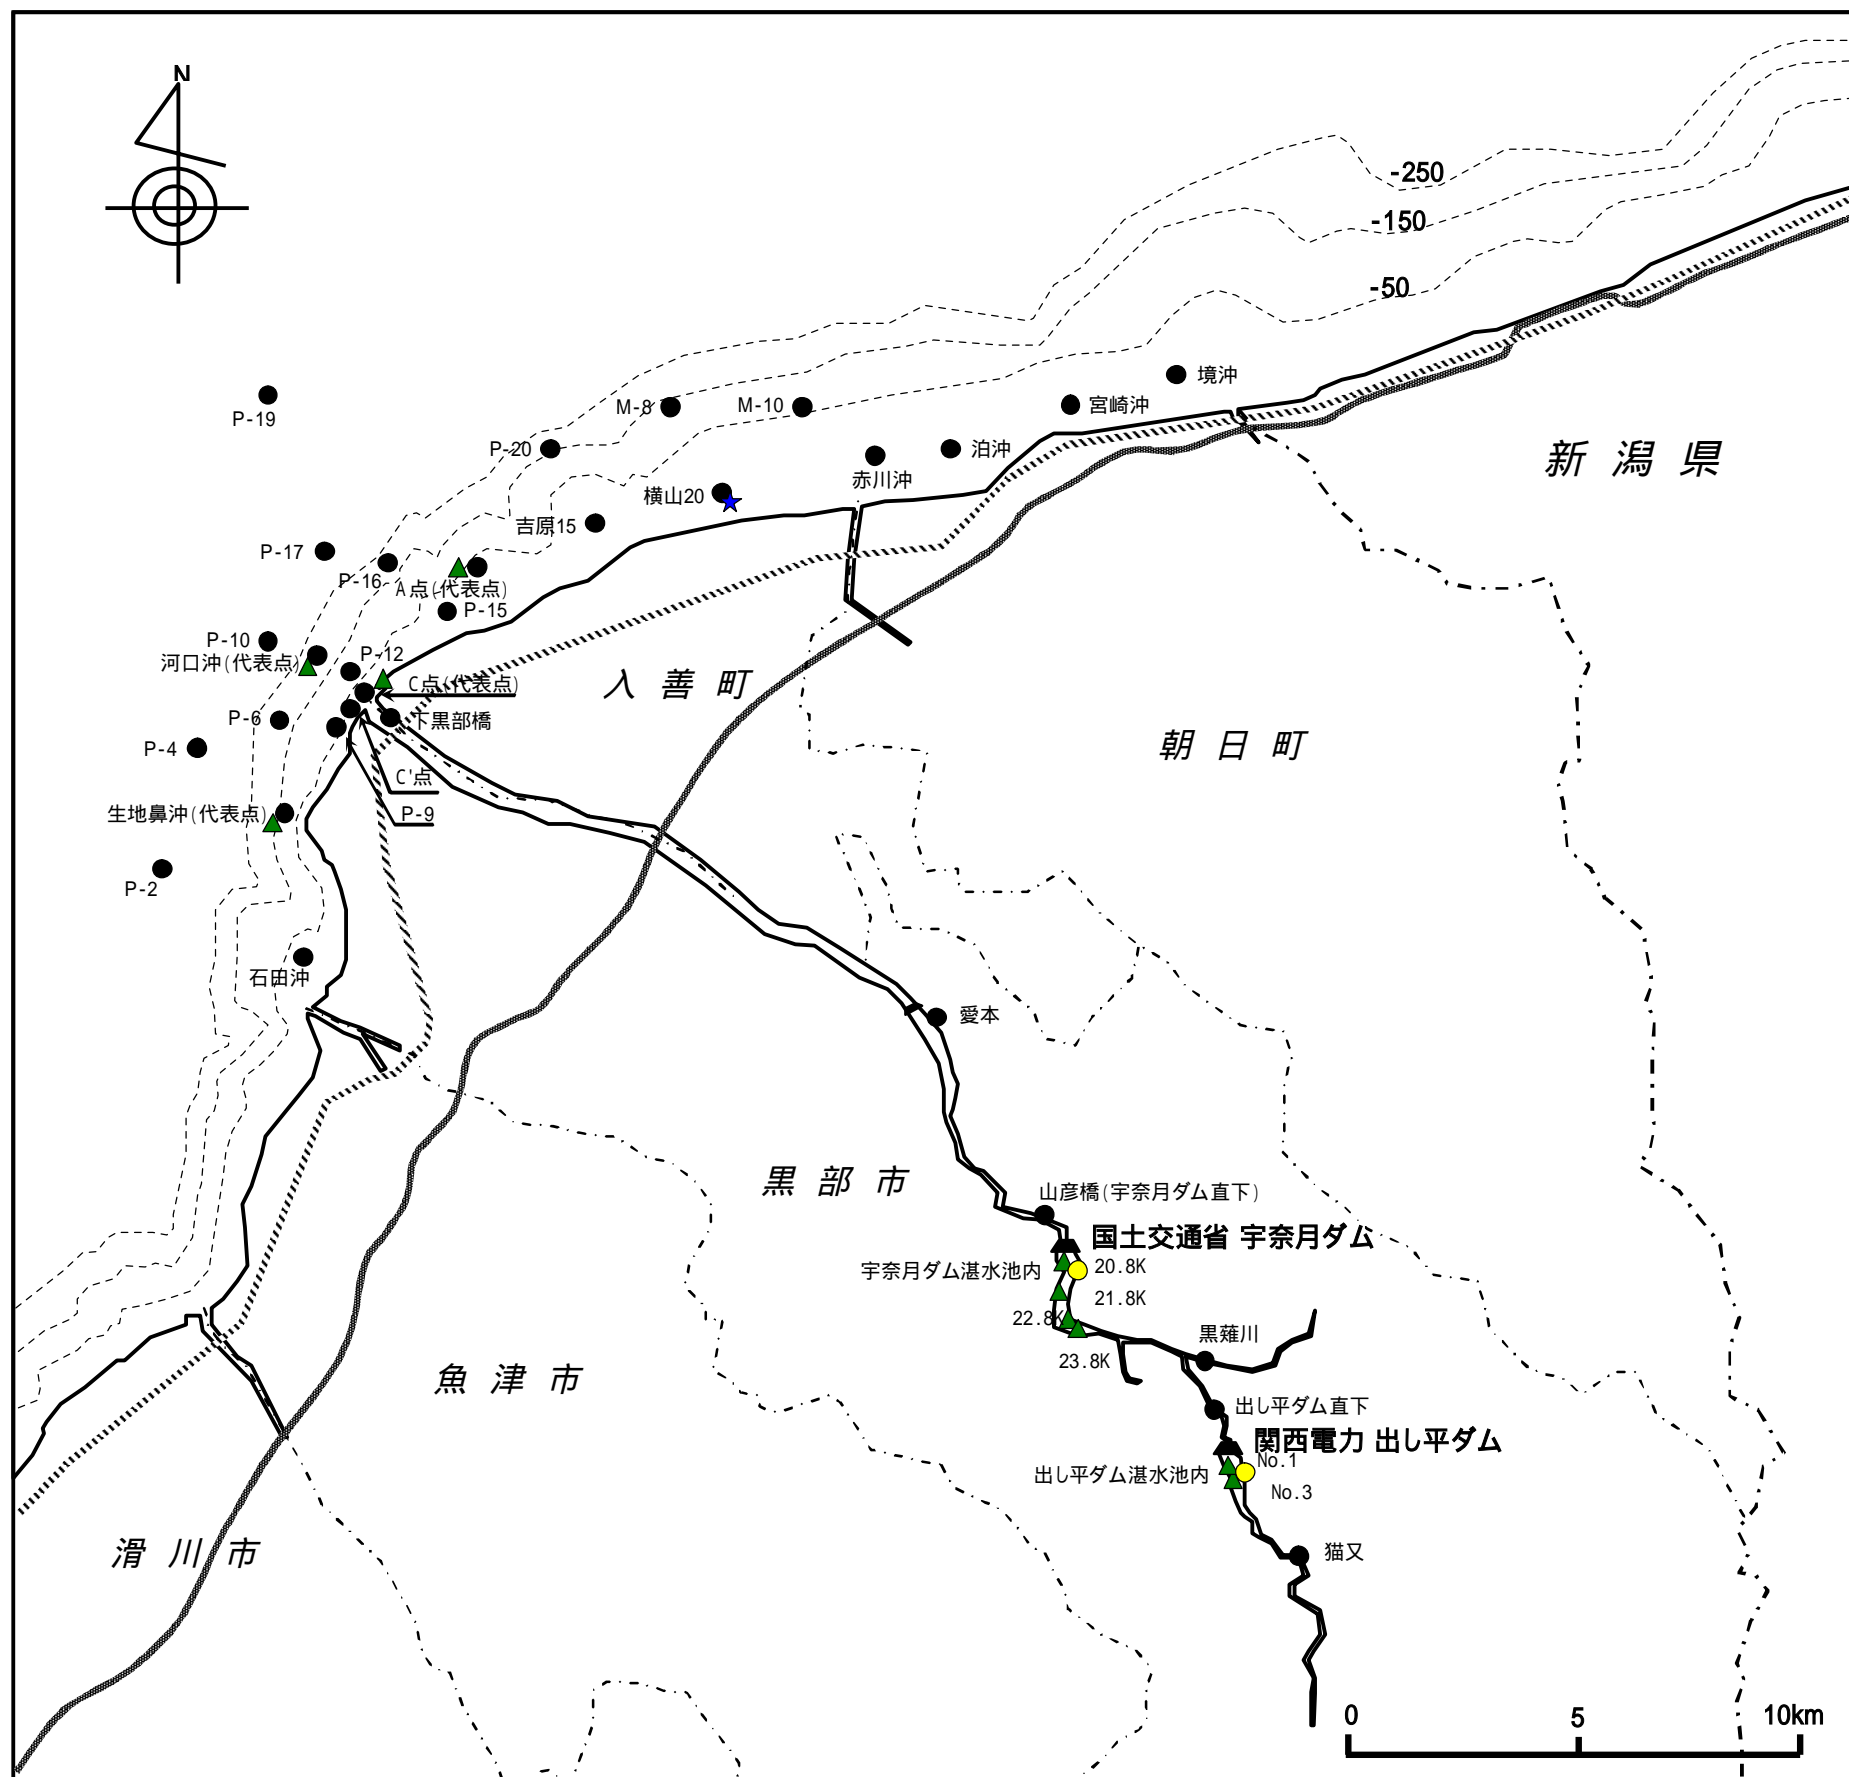 N
-250
-150
-50
境沖
宮崎沖
P-19
M-8
M-10
新潟県
P-20
泊沖
赤川沖
横山20
吉原15
P-17
P-16
A点(代表点)
P-15
P-10
P-12
河口沖(代表点)
C点(代表点)
入善町
P-6
下黒部橋
P-4
朝日町
C'点
生地鼻沖(代表点)
P-9
P-2
石田沖
愛本
黒部市
山彦橋(宇奈月ダム直下)
国土交通省 宇奈月ダム
宇奈月ダム湛水池内
20.8K
21.8K
22.8K
黒薙川
23.8K
魚津市
出し平ダム直下
関西電力 出し平ダム
No.1
出し平ダム湛水池内
No.3
滑川市
猫又
0 5 10km